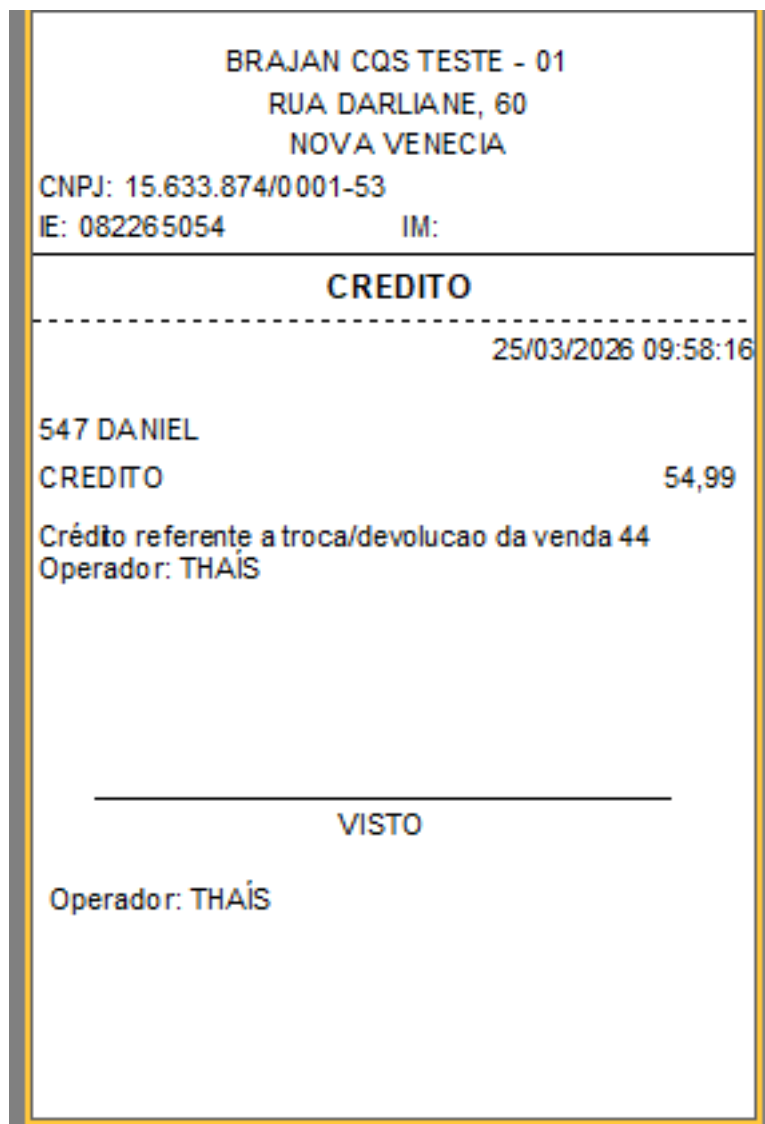 BRAJAN CQS TESTE - 01
RUA DARLIANE, 60
NOVA VENECIA
CNPJ: 15.633.874/0001-53
IE: 082265054 IM:
CREDITO
25/03/2026 09:58:16
547 DANIEL
CREDITO 54,99
Crédito referente a troca/devolucao da venda 44
Operador: THAÍS
VISTO
Operador: THAÍS